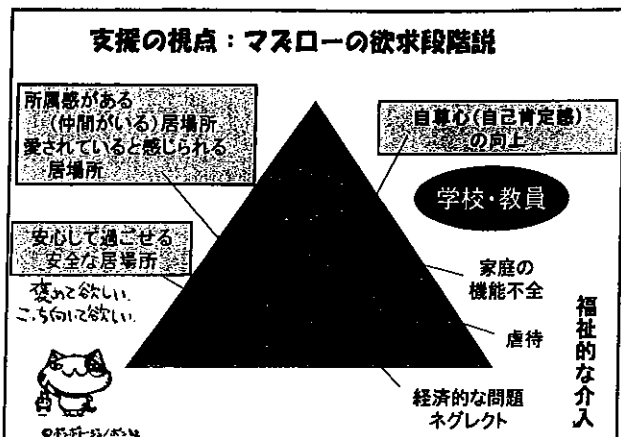 支援の視点：マズローの欲求段階説
所属感がある
(仲間がいる)居場所
愛されていると感じられる
居場所
自尊心(自己肯定感)
の向上
学校・教員
安心して過ごせる
安全な居場所
褒めて欲しい
こっち向いて欲しい
家庭の
機能不全
虐待
経済的な問題
ネグレクト
福祉的な介入